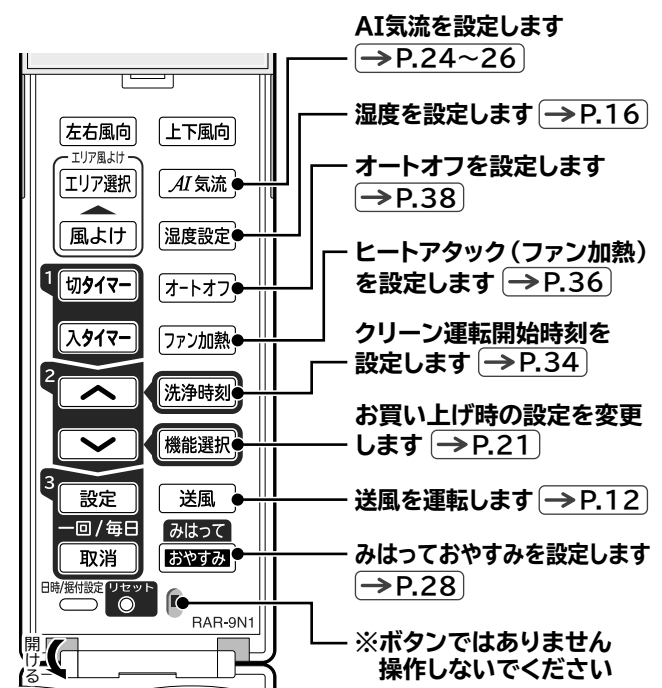 AI気流を設定します
→P.24～26
湿度を設定します →P.16
オートオフを設定します
→P.38
ヒートアタック（ファン加熱）
を設定します →P.36
クリーン運転開始時刻を
設定します →P.34
お買い上げ時の設定を変更
します →P.21
送風を運転します →P.12
みはっておやすみを設定します
→P.28
※ボタンではありません
操作しないでください
左右風向 上下風向
エリア風よけ
エリア選択 AI気流
風よけ 湿度設定
1 切タイマー オートオフ
入タイマー ファン加熱
2 洗浄時刻
機能選択
3 設定 送風
一回/毎日 みはって
取消 おやすみ
日時/据付設定 リセット
RAR-9N1
開ける